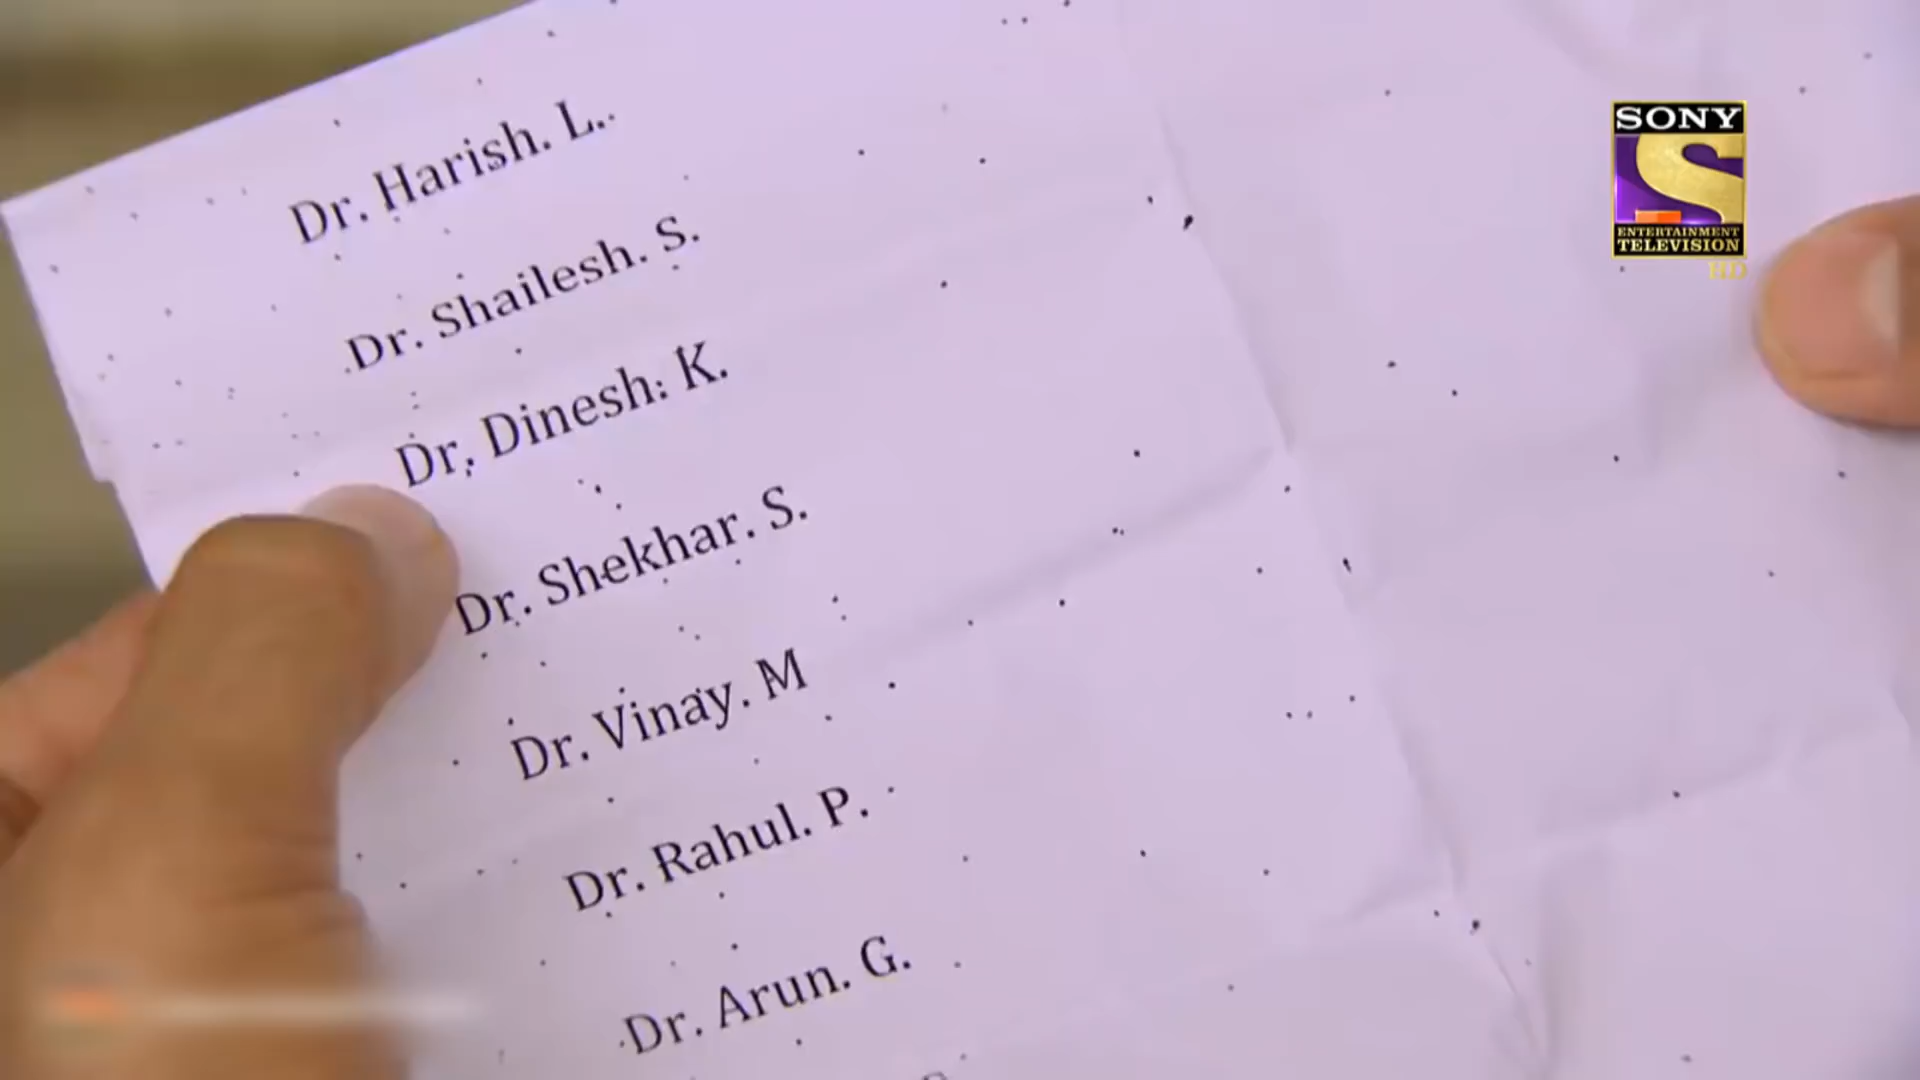 Dr. Harish. L.
Dr. Shailesh. S.
Dr. Dinesh. K.
Dr. Shekhar. S.
Dr. Vinay. M
Dr. Rahul. P.
Dr. Arun. G.
SONY
ENTERTAINMENT
TELEVISION
HD